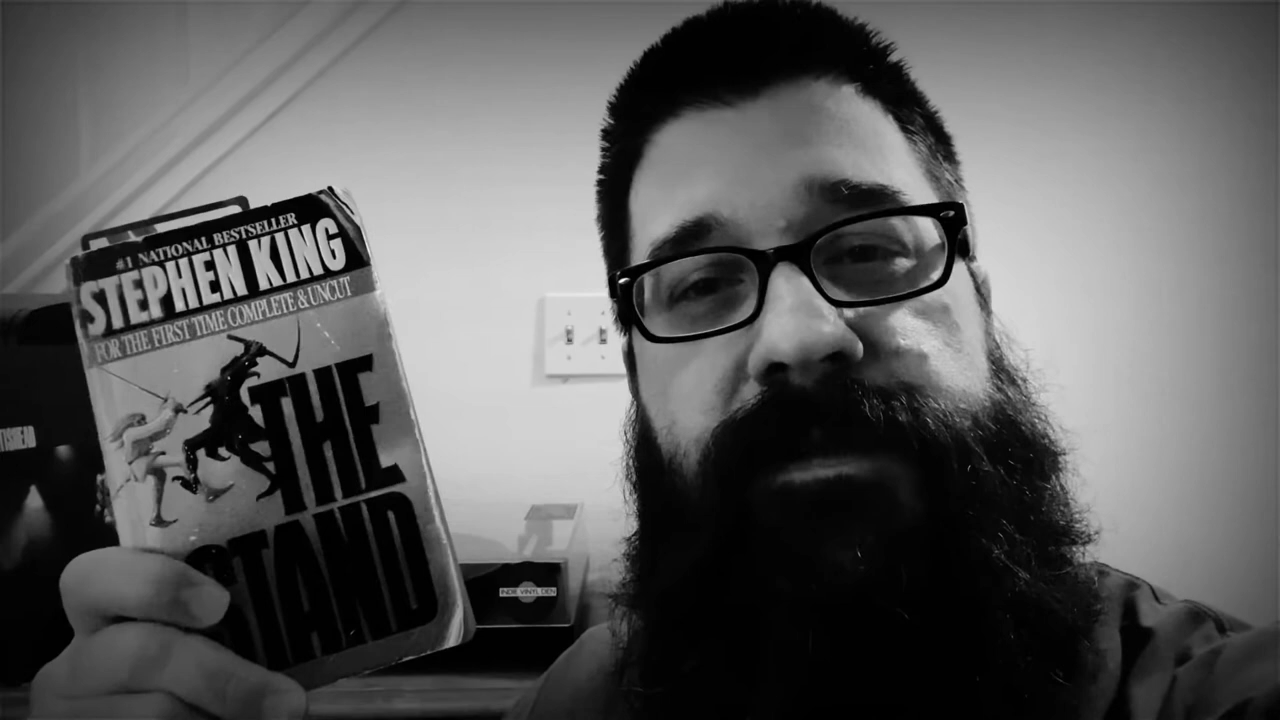 #1 NATIONAL BESTSELLER
STEPHEN KING
FOR THE FIRST TIME COMPLETE & UNCUT
THE
STAND
INDIE VINYL DEN